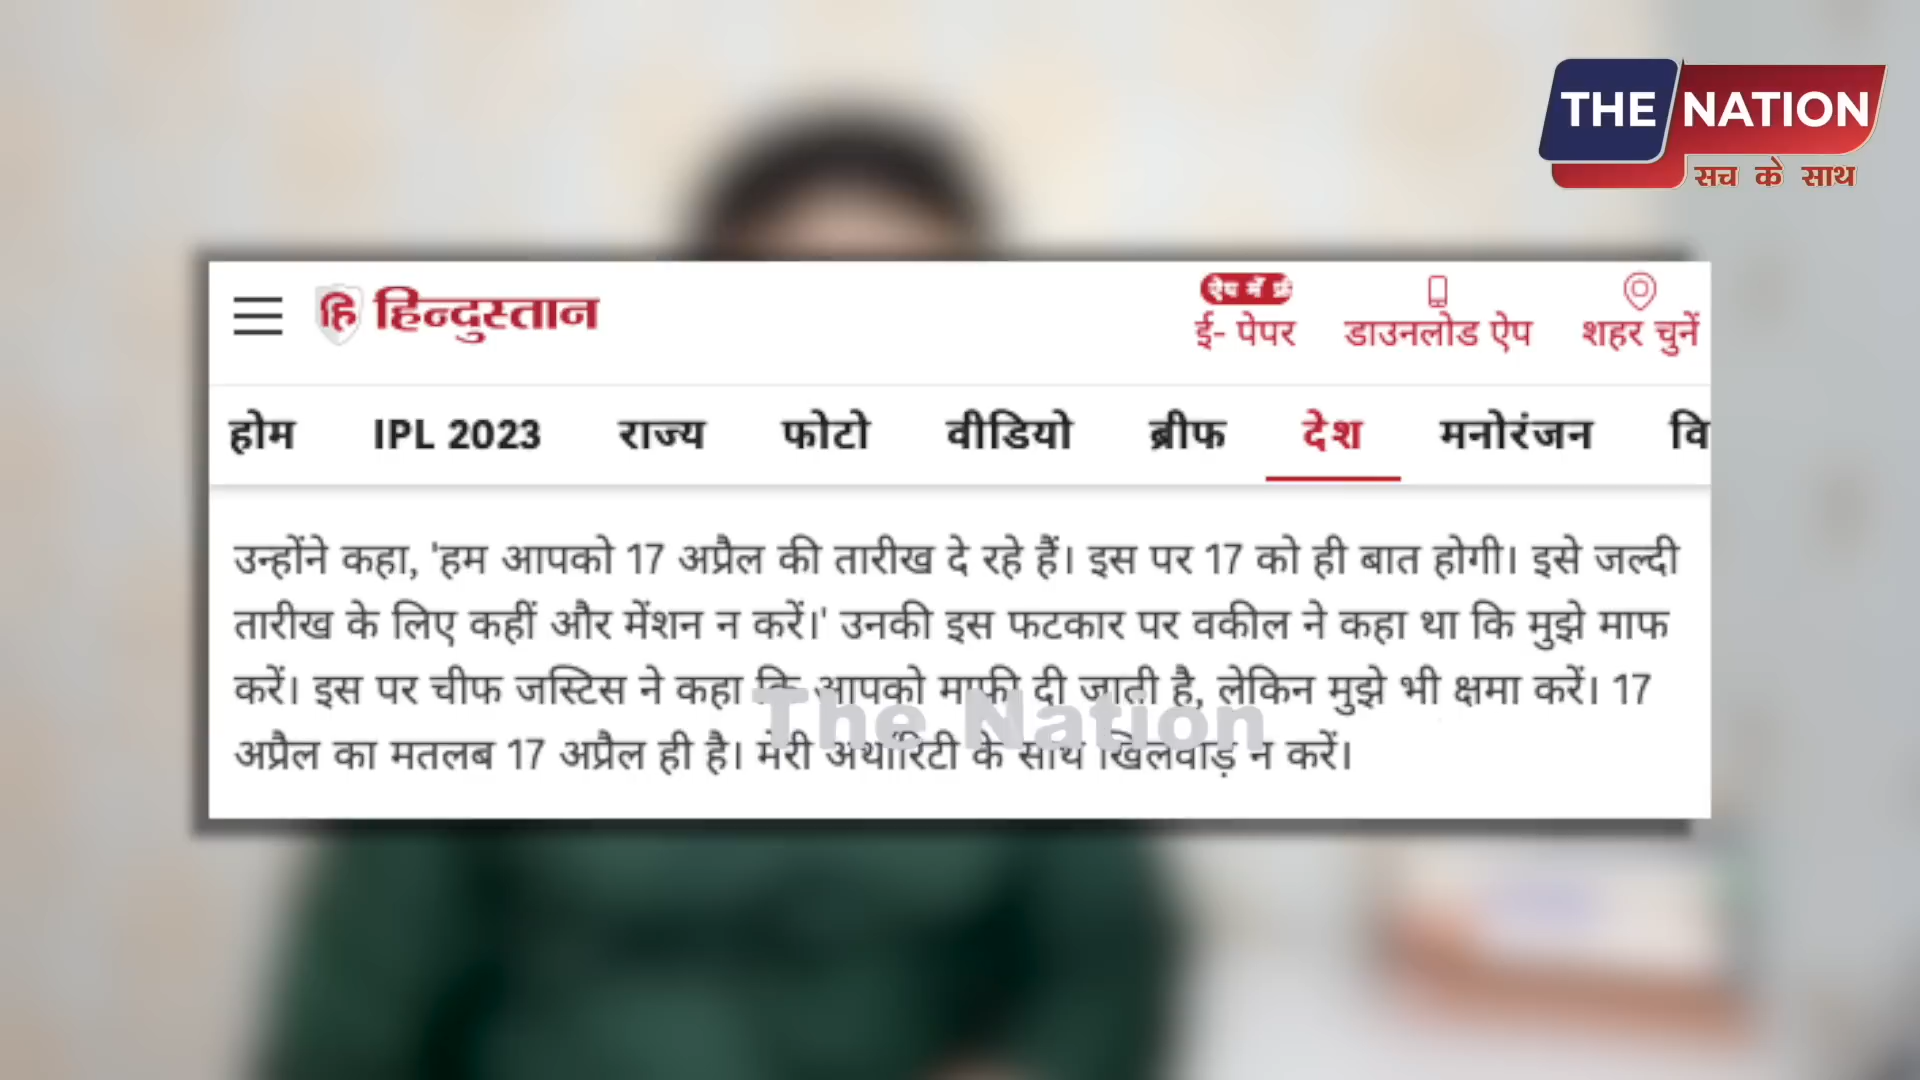 THE NATION
सच के साथ
हि हिन्दुस्तान
ऐप में फ्री
ई- पेपर
डाउनलोड ऐप
शहर चुनें
होम IPL 2023 राज्य फोटो वीडियो ब्रीफ देश मनोरंजन वि
उन्होंने कहा, 'हम आपको 17 अप्रैल की तारीख दे रहे हैं। इस पर 17 को ही बात होगी। इसे जल्दी
तारीख के लिए कहीं और मेंशन न करें।' उनकी इस फटकार पर वकील ने कहा था कि मुझे माफ
करें। इस पर चीफ जस्टिस ने कहा कि आपको माफी दी जाती है, लेकिन मुझे भी क्षमा करें। 17
अप्रैल का मतलब 17 अप्रैल ही है। मेरी अथॉरिटी के साथ खिलवाड़ न करें।
The Nation